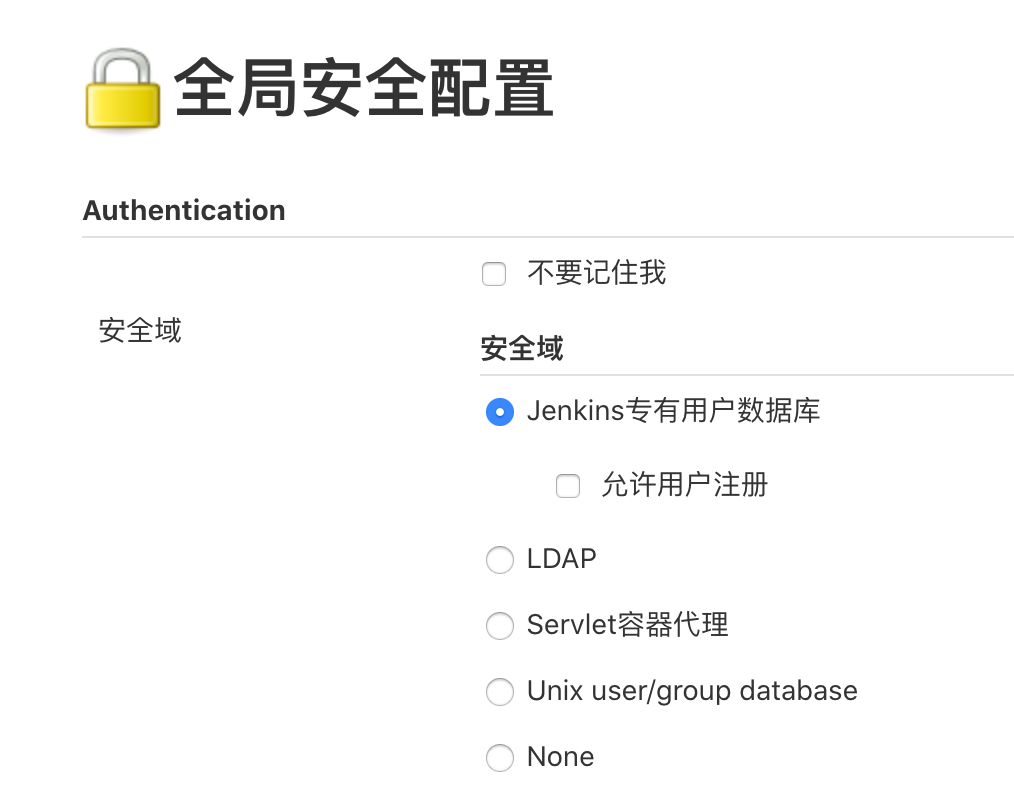 全局安全配置
Authentication
不要记住我
安全域
安全域
Jenkins专有用户数据库
允许用户注册
LDAP
Servlet容器代理
Unix user/group database
None